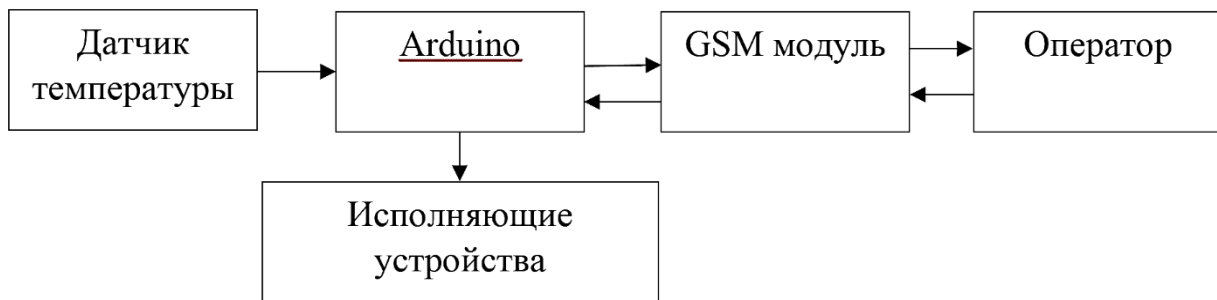 Датчик
температуры
Arduino
GSM модуль
Оператор
Исполняющие
устройства